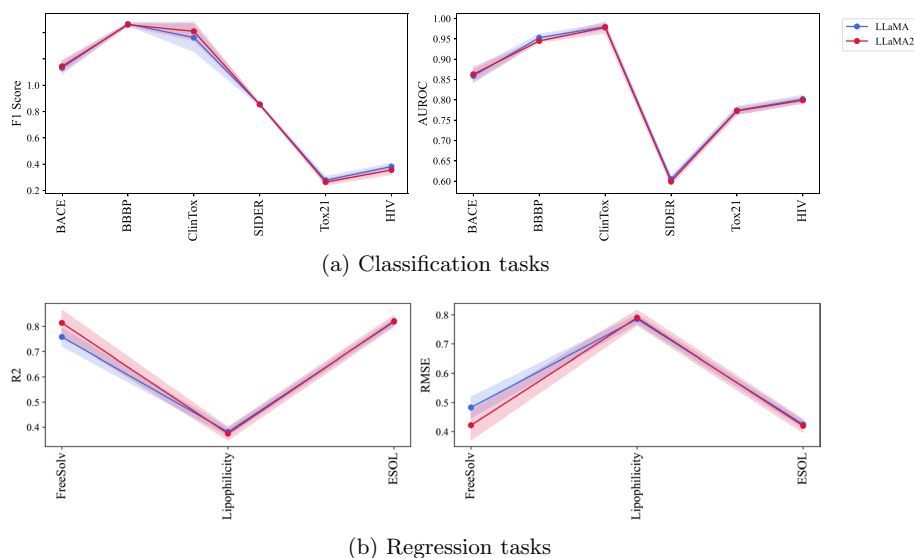 F1 Score
1.0
0.8
0.6
0.4
0.2
BACE
BBBP
ClinTox
SIDER
Tox21
HIV
AUROC
1.00
0.95
0.90
0.85
0.80
0.75
0.70
0.65
0.60
BACE
BBBP
ClinTox
SIDER
Tox21
HIV
LLaMA
LLaMA2
(a) Classification tasks
R2
0.8
0.7
0.6
0.5
0.4
FreeSolv
Lipophilicity
ESOL
RMSE
0.8
0.7
0.6
0.5
0.4
FreeSolv
Lipophilicity
ESOL
(b) Regression tasks